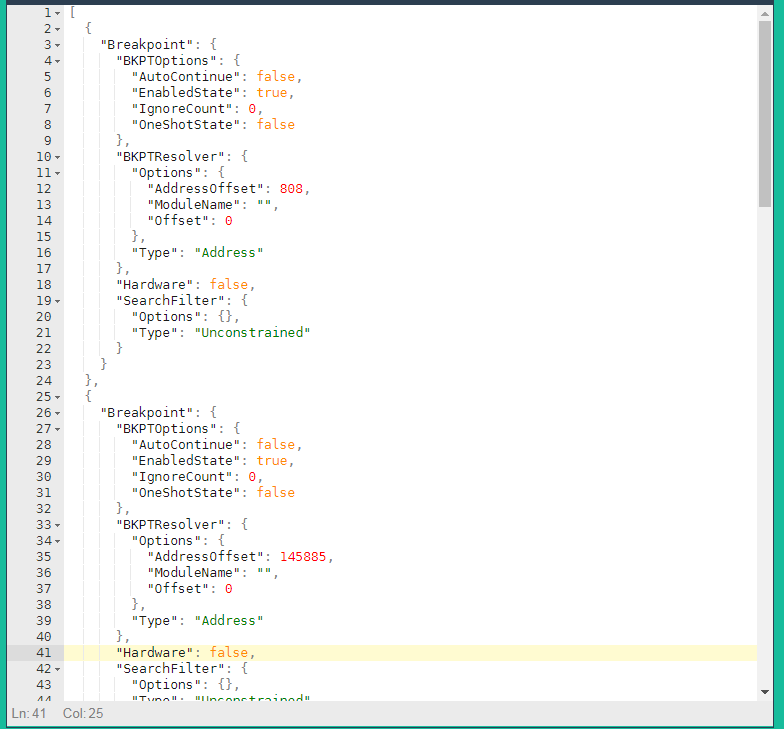 1 [
2 {
3 "Breakpoint": {
4 "BKPTOptions": {
5 "AutoContinue": false,
6 "EnabledState": true,
7 "IgnoreCount": 0,
8 "OneShotState": false
9 },
10 "BKPTResolver": {
11 "Options": {
12 "AddressOffset": 808,
13 "ModuleName": "",
14 "Offset": 0
15 },
16 "Type": "Address"
17 },
18 "Hardware": false,
19 "SearchFilter": {
20 "Options": {},
21 "Type": "Unconstrained"
22 }
23 }
24 },
25 {
26 "Breakpoint": {
27 "BKPTOptions": {
28 "AutoContinue": false,
29 "EnabledState": true,
30 "IgnoreCount": 0,
31 "OneShotState": false
32 },
33 "BKPTResolver": {
34 "Options": {
35 "AddressOffset": 145885,
36 "ModuleName": "",
37 "Offset": 0
38 },
39 "Type": "Address"
40 },
41 "Hardware": false,
42 "SearchFilter": {
43 "Options": {},
44 "Type": "Unconstrained"
Ln: 41 Col: 25